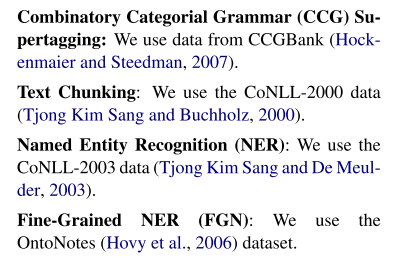 Combinatory Categorial Grammar (CCG) Su-
pertagging: We use data from CCGBank (Hock-
enmaier and Steedman, 2007).
Text Chunking: We use the CoNLL-2000 data
(Tjong Kim Sang and Buchholz, 2000).
Named Entity Recognition (NER): We use the
CoNLL-2003 data (Tjong Kim Sang and De Meul-
der, 2003).
Fine-Grained NER (FGN): We use the
OntoNotes (Hovy et al., 2006) dataset.